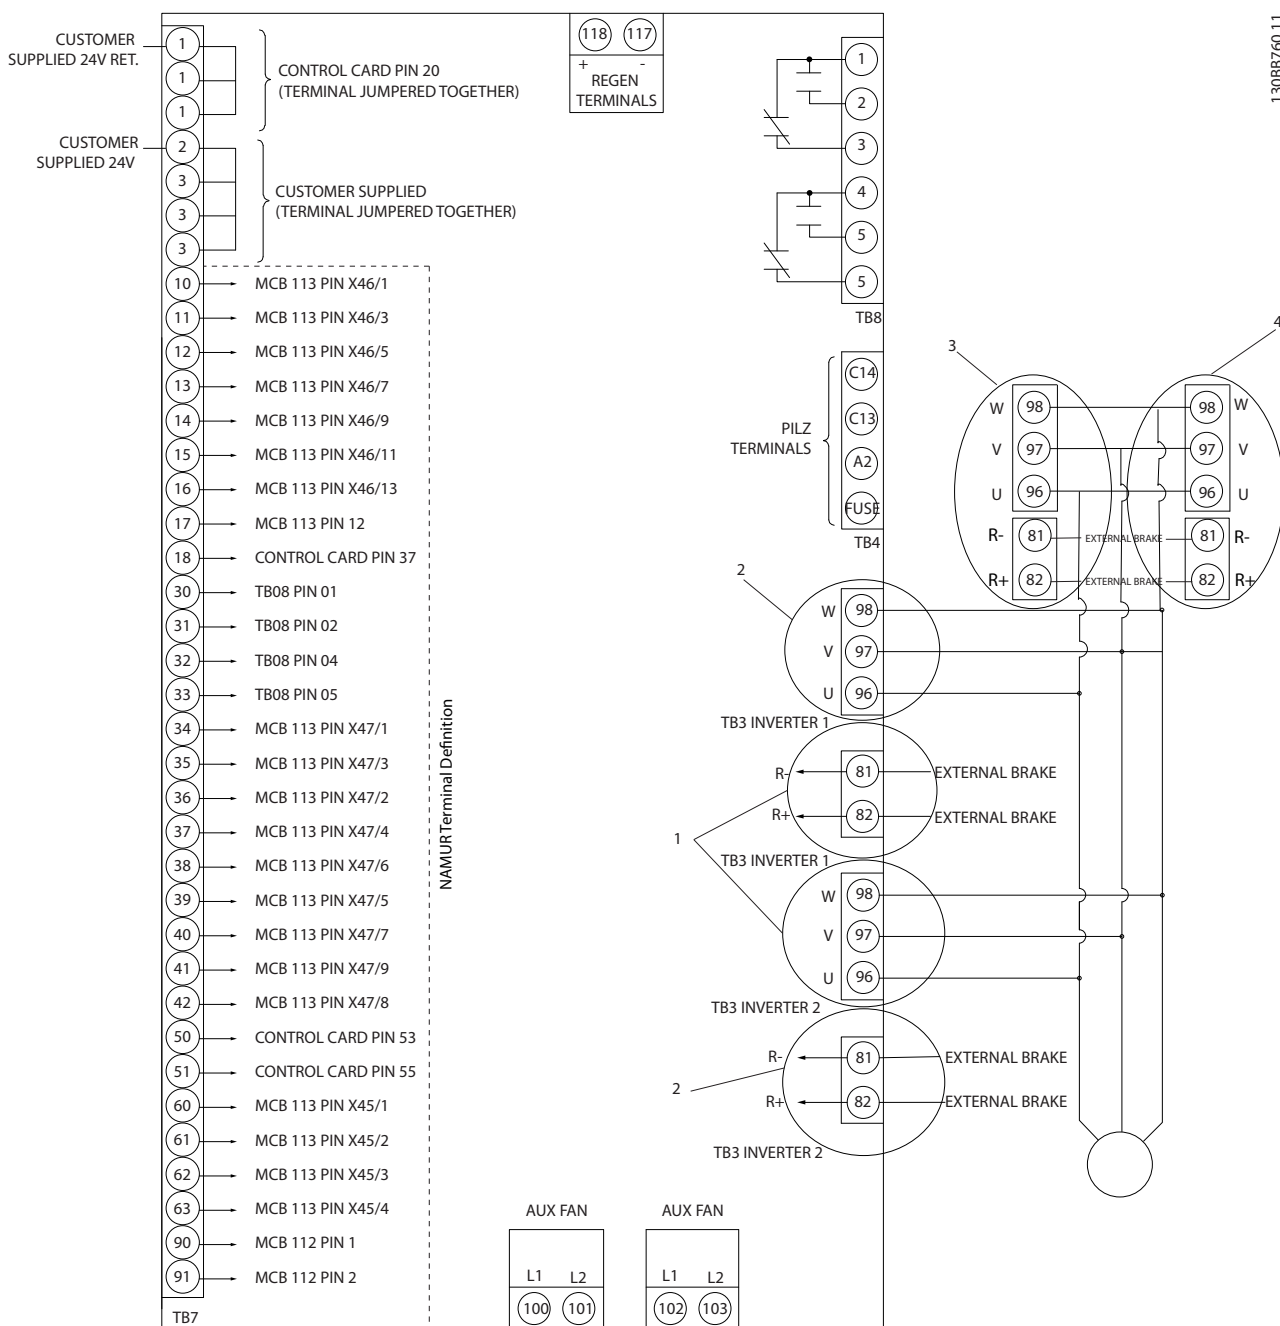 CUSTOMER
SUPPLIED 24V RET.
1
1
1
CONTROL CARD PIN 20
(TERMINAL JUMPERED TOGETHER)
CUSTOMER
SUPPLIED 24V
2
3
3
3
CUSTOMER SUPPLIED
(TERMINAL JUMPERED TOGETHER)
10 MCB 113 PIN X46/1
11 MCB 113 PIN X46/3
12 MCB 113 PIN X46/5
13 MCB 113 PIN X46/7
14 MCB 113 PIN X46/9
15 MCB 113 PIN X46/11
16 MCB 113 PIN X46/13
17 MCB 113 PIN 12
18 CONTROL CARD PIN 37
30 TB08 PIN 01
31 TB08 PIN 02
32 TB08 PIN 04
33 TB08 PIN 05
34 MCB 113 PIN X47/1
35 MCB 113 PIN X47/3
36 MCB 113 PIN X47/2
37 MCB 113 PIN X47/4
38 MCB 113 PIN X47/6
39 MCB 113 PIN X47/5
40 MCB 113 PIN X47/7
41 MCB 113 PIN X47/9
42 MCB 113 PIN X47/8
50 CONTROL CARD PIN 53
51 CONTROL CARD PIN 55
60 MCB 113 PIN X45/1
61 MCB 113 PIN X45/2
62 MCB 113 PIN X45/3
63 MCB 113 PIN X45/4
90 MCB 112 PIN 1
91 MCB 112 PIN 2
TB7
NAMUR Terminal Definition
118 117
+ -
REGEN
TERMINALS
1
2
3
4
5
5
TB8
PILZ
TERMINALS
C14
C13
A2
FUSE
TB4
2
W 98
V 97
U 96
TB3 INVERTER 1
R- 81 EXTERNAL BRAKE
R+ 82 EXTERNAL BRAKE
1
TB3 INVERTER 1
W 98
V 97
U 96
TB3 INVERTER 2
R- 81 EXTERNAL BRAKE
2
R+ 82 EXTERNAL BRAKE
TB3 INVERTER 2
AUX FAN
L1 L2
100 101
AUX FAN
L1 L2
102 103
3
4
W 98 98 W
V 97 97 V
U 96 96 U
R- 81 EXTERNAL BRAKE 81 R-
R+ 82 EXTERNAL BRAKE 82 R+
130BB760.11